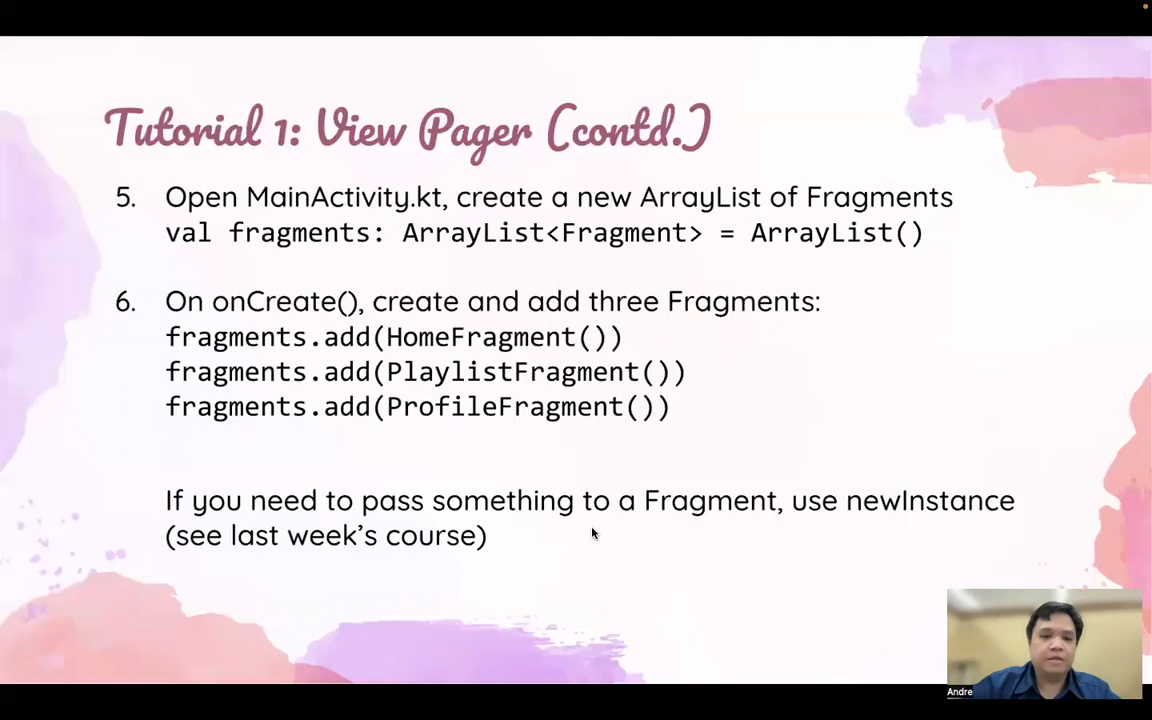 Tutorial 1: View Pager (contd.)
5. Open MainActivity.kt, create a new ArrayList of Fragments
val fragments: ArrayList<Fragment> = ArrayList()
6. On onCreate(), create and add three Fragments:
fragments.add(HomeFragment())
fragments.add(PlaylistFragment())
fragments.add(ProfileFragment())
If you need to pass something to a Fragment, use newInstance
(see last week’s course)
Andre